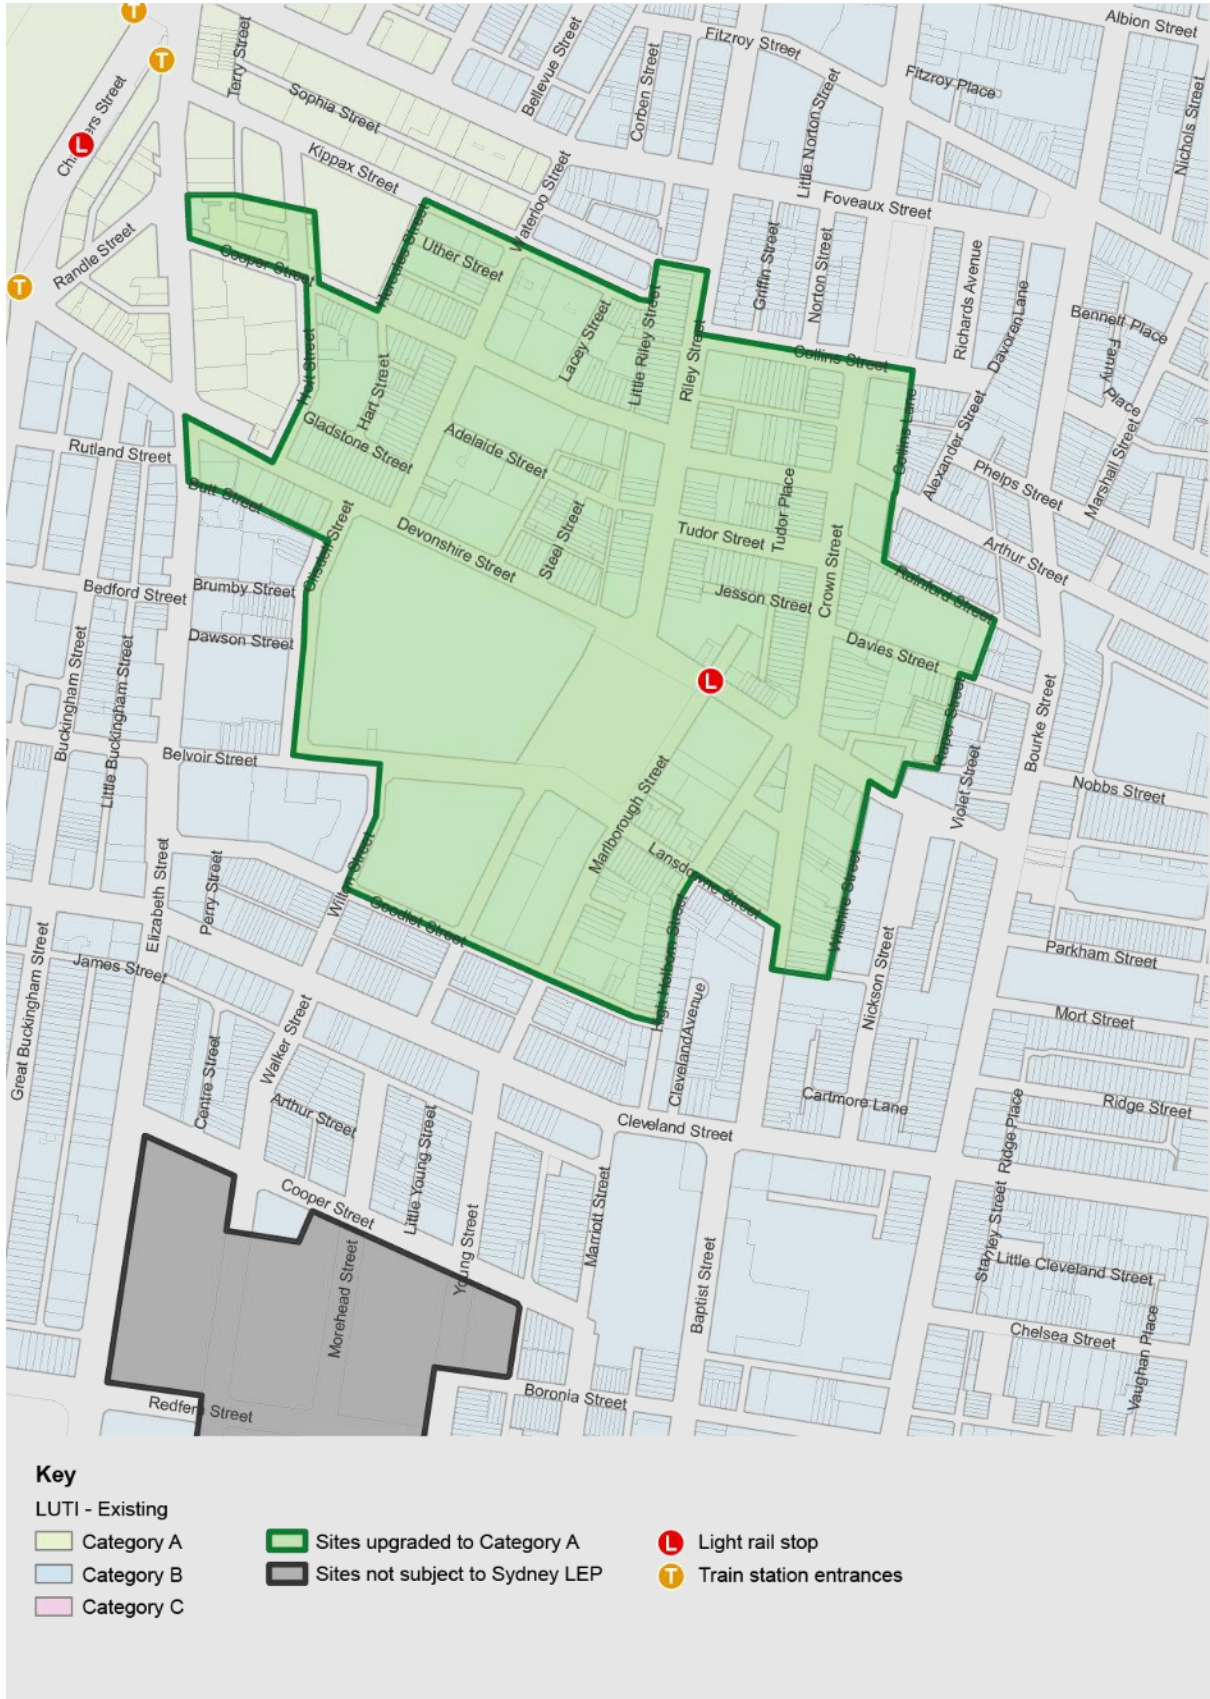 T
Albion Street
Fitzroy Street
Bellevue Street
Terry Street
T
Corben Street
Fitzroy Place
Little Norton Street
Nichols Street
Sophia Street
L
Kippax Street
Waterloo Street
Foveaux Street
Randle Street
Cooper Street
Uther Street
Griffin Street
Norton Street
Richards Avenue
T
Lacey Street
Little Riley Street
Riley Street
Collins Street
Davoren Lane
Bennett Place
Fanny Place
Holt Street
Hart Street
Gladstone Street
Adelaide Street
Collins Lane
Alexander Street
Marshall Street
Phelps Street
Rutland Street
Butt Street
Steel Street
Devonshire Street
Tudor Street
Tudor Place
Crown Street
Arthur Street
Bedford Street
Brumby Street
Clisdell Street
Jesson Street
Rainford Street
Dawson Street
Davies Street
L
Buckingham Street
Little Buckingham Street
Bourke Street
Belvoir Street
Marlborough Street
Violet Street
Nobbs Street
Lansdowne Street
Perry Street
Elizabeth Street
Goodlet Street
Wilshire Street
Nickson Street
Great Buckingham Street
James Street
High Holborn Street
Parkham Street
Mort Street
Centre Street
Walker Street
Cleveland Avenue
Cartmore Lane
Arthur Street
Little Young Street
Cleveland Street
Ridge Place
Ridge Street
Cooper Street
Marriott Street
Morehead Street
Young Street
Baptist Street
Stanley Street
Little Cleveland Street
Chelsea Street
Vaughan Place
Boronia Street
Redfern Street
Key
LUTI - Existing
Category A
Category B
Category C
Sites upgraded to Category A
Sites not subject to Sydney LEP
L Light rail stop
T Train station entrances